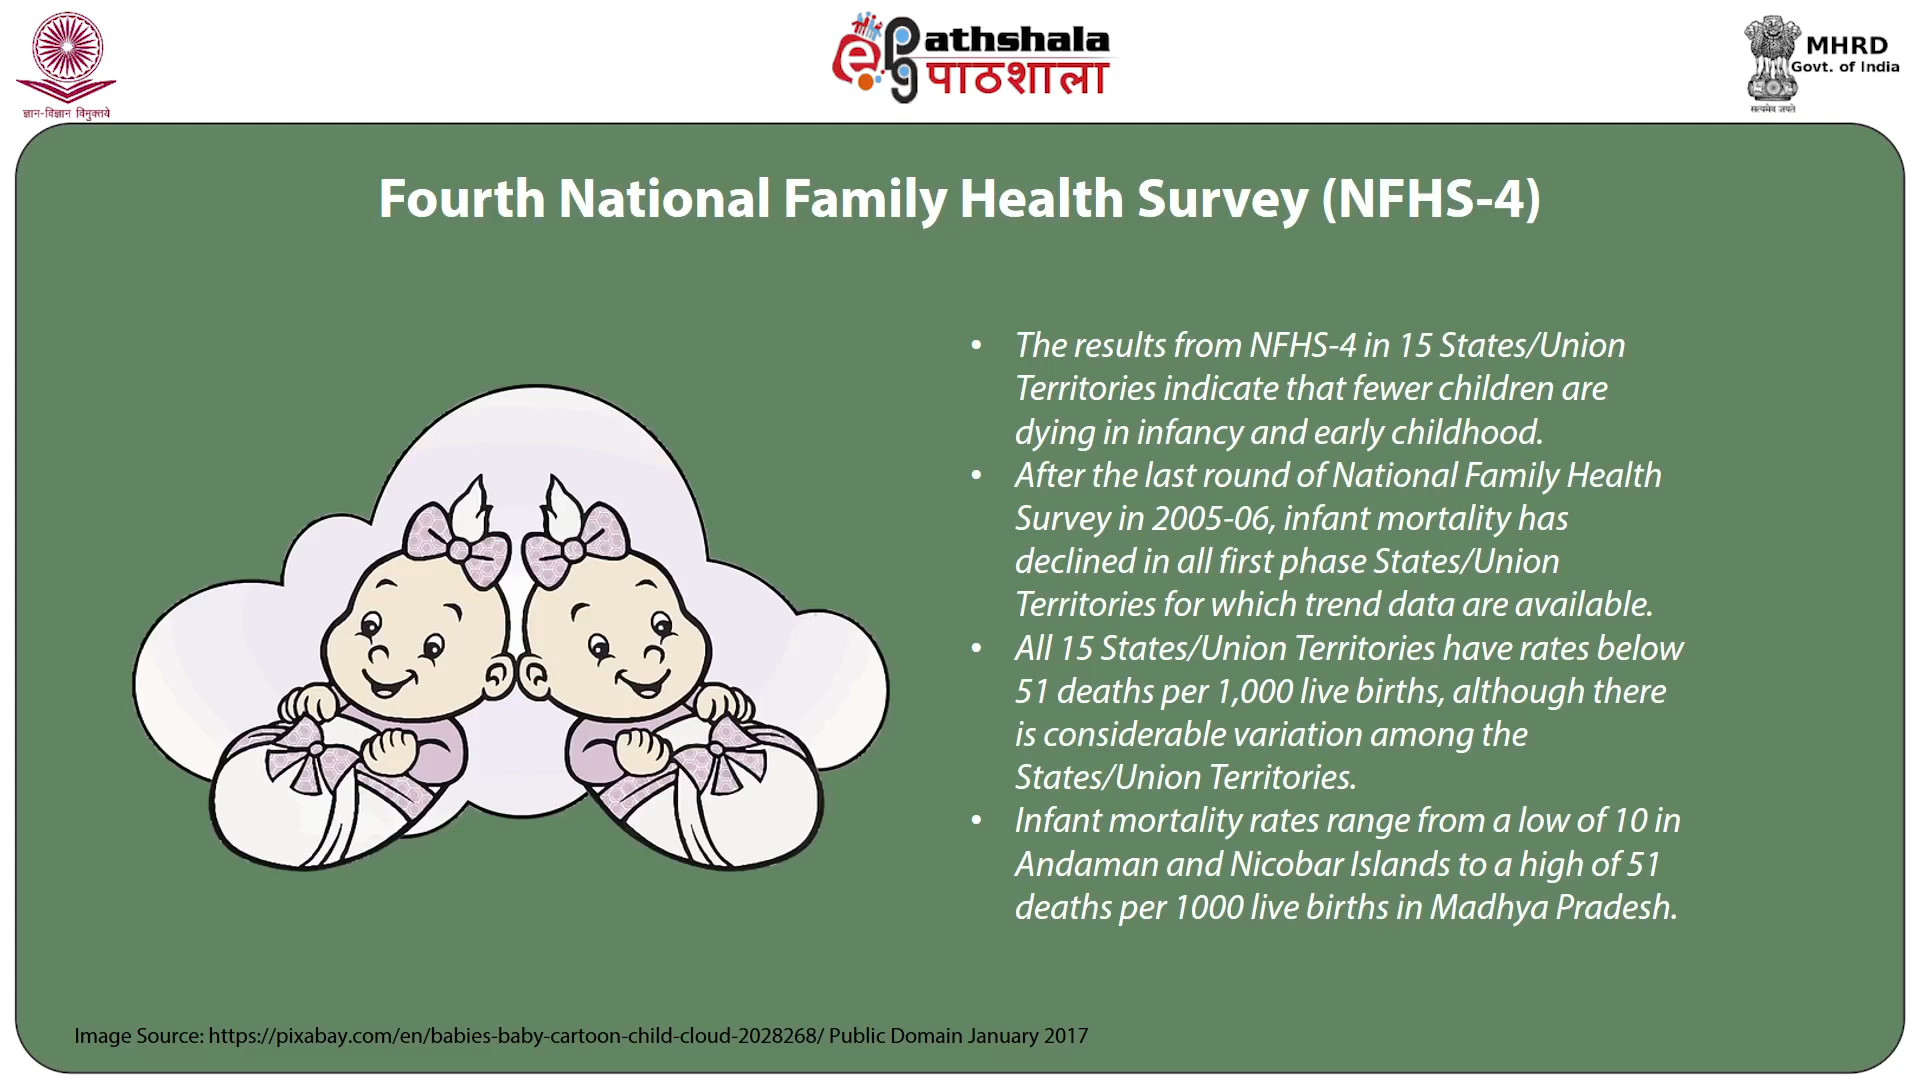 ज्ञान-विज्ञान विमुक्तये
ePG Pathshala
पाठशाला
MHRD
Govt. of India
सत्यमेव जयते
Fourth National Family Health Survey (NFHS-4)
• The results from NFHS-4 in 15 States/Union
Territories indicate that fewer children are
dying in infancy and early childhood.
• After the last round of National Family Health
Survey in 2005-06, infant mortality has
declined in all first phase States/Union
Territories for which trend data are available.
• All 15 States/Union Territories have rates below
51 deaths per 1,000 live births, although there
is considerable variation among the
States/Union Territories.
• Infant mortality rates range from a low of 10 in
Andaman and Nicobar Islands to a high of 51
deaths per 1000 live births in Madhya Pradesh.
Image Source: https://pixabay.com/en/babies-baby-cartoon-child-cloud-2028268/ Public Domain January 2017